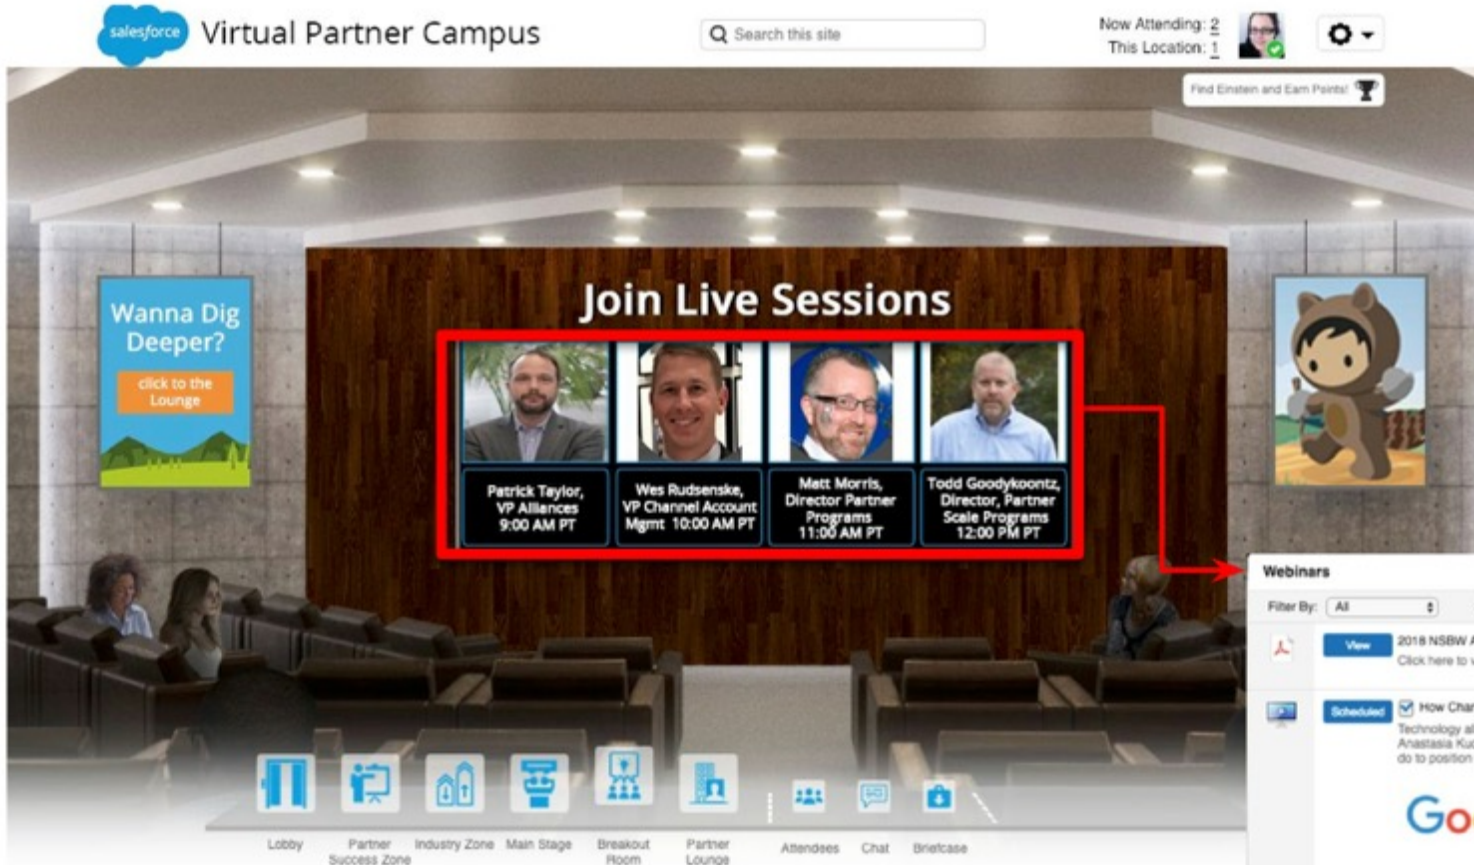 salesforce Virtual Partner Campus
Search this site
Now Attending: 2
This Location: 1
Find Einstein and Earn Points!
Wanna Dig
Deeper?
click to the
Lounge
Join Live Sessions
Patrick Taylor,
VP Alliances
9:00 AM PT
Wes Rudsenske,
VP Channel Account
Mgmt 10:00 AM PT
Matt Morris,
Director Partner
Programs
11:00 AM PT
Todd Goodykoontz,
Director, Partner
Scale Programs
12:00 PM PT
Webinars
Filter By: All
View 2018 NSBW A
Click here to v
Scheduled How Char
Technology al
Anastasia Kud
do to position
Goo
Lobby
Partner
Success Zone
Industry Zone
Main Stage
Breakout
Room
Partner
Lounge
Attendees
Chat
Briefcase